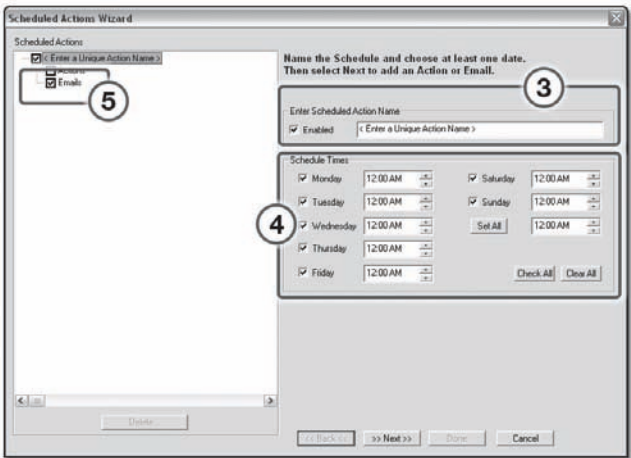 Scheduled Actions Wizard
Scheduled Actions
< Enter a Unique Action Name >
Actions
Emails
5
Name the Schedule and choose at least one date.
Then select Next to add an Action or Email.
3
Enter Scheduled Action Name
Enabled < Enter a Unique Action Name >
Schedule Times
Monday 12:00 AM Saturday 12:00 AM
Tuesday 12:00 AM Sunday 12:00 AM
4
Wednesday 12:00 AM Set All 12:00 AM
Thursday 12:00 AM
Friday 12:00 AM Check All Clear All
Delete
<< Back << >> Next >> Done Cancel